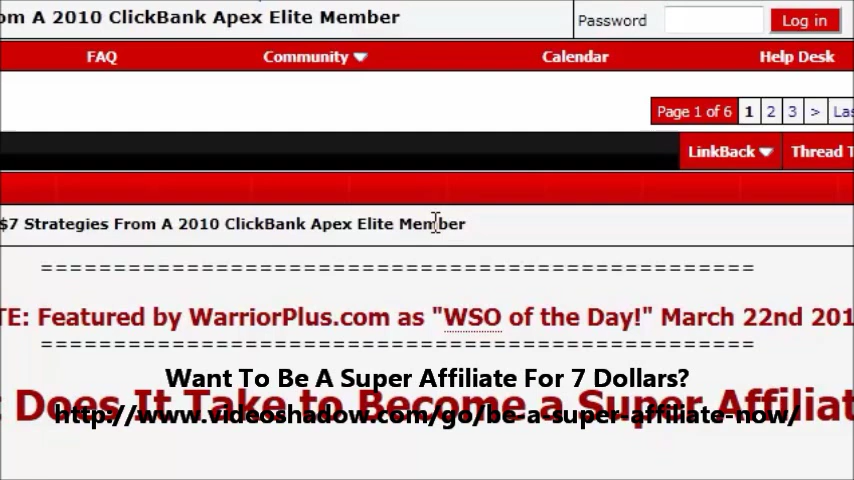 om A 2010 ClickBank Apex Elite Member
Password
Log in
FAQ
Community
Calendar
Help Desk
Page 1 of 6
1
2
3
>
Las
LinkBack
Thread T
$7 Strategies From A 2010 ClickBank Apex Elite Member
=================================================
TE: Featured by WarriorPlus.com as "WSO of the Day!" March 22nd 201
=================================================
Want To Be A Super Affiliate For 7 Dollars?
: Does It Take to Become a Super Affiliat
http://www.videoshadow.com/go/be-a-super-affiliate-now/